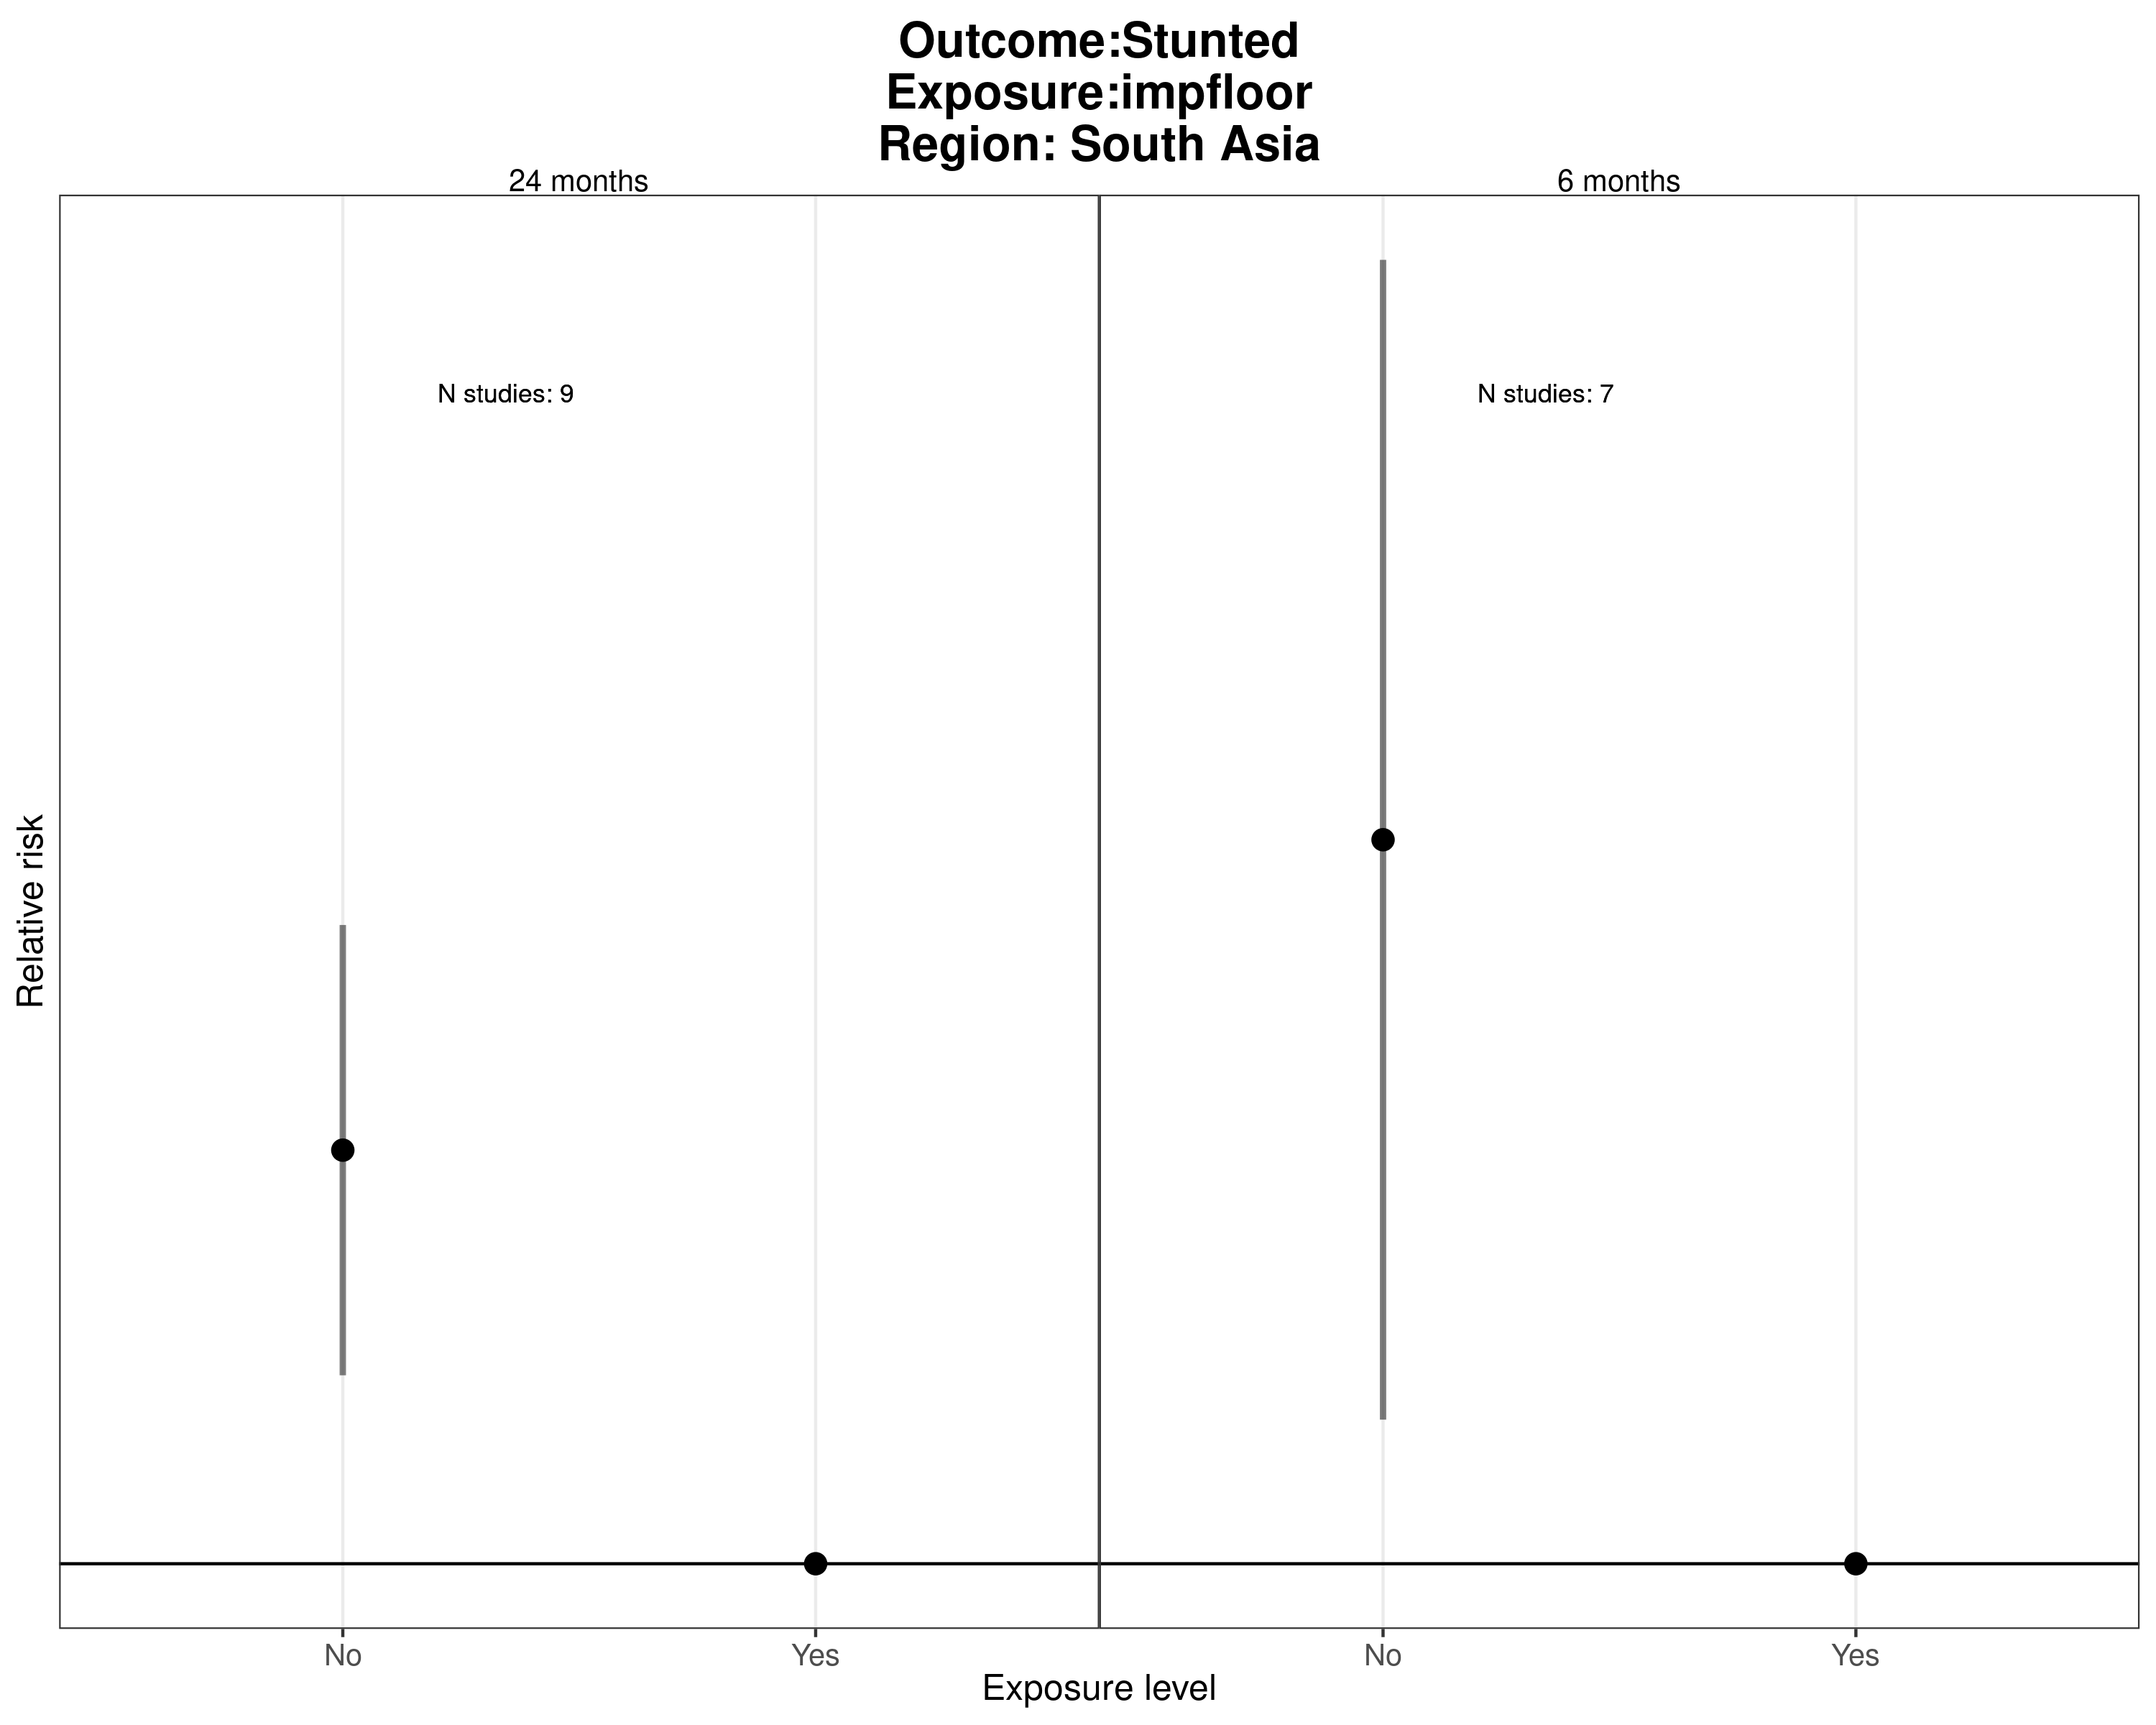 Outcome:Stunted
Exposure:impfloor
Region: South Asia
24 months
6 months
N studies: 9
N studies: 7
Relative risk
No
Yes
No
Yes
Exposure level